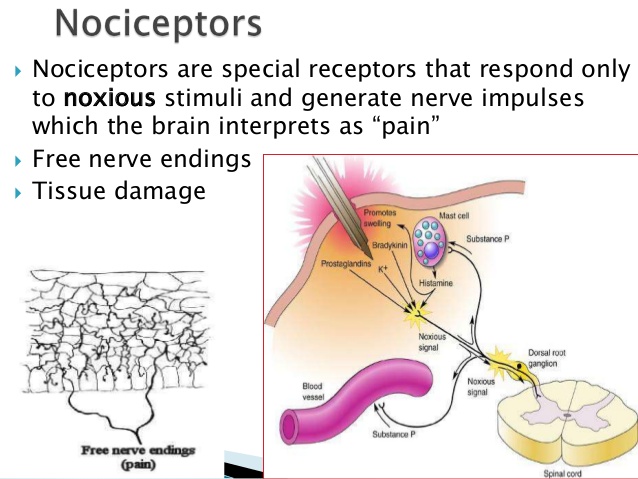 Nociceptors
Nociceptors are special receptors that respond only
to noxious stimuli and generate nerve impulses
which the brain interprets as “pain”
Free nerve endings
Tissue damage
Promotes
swelling
Mast cell
Substance P
Bradykinin
Prostaglandins
K+
Histamine
Noxious
signal
Dorsal root
ganglion
Noxious
signal
Blood
vessel
Substance P
Spinal cord
Free nerve endings
(pain)